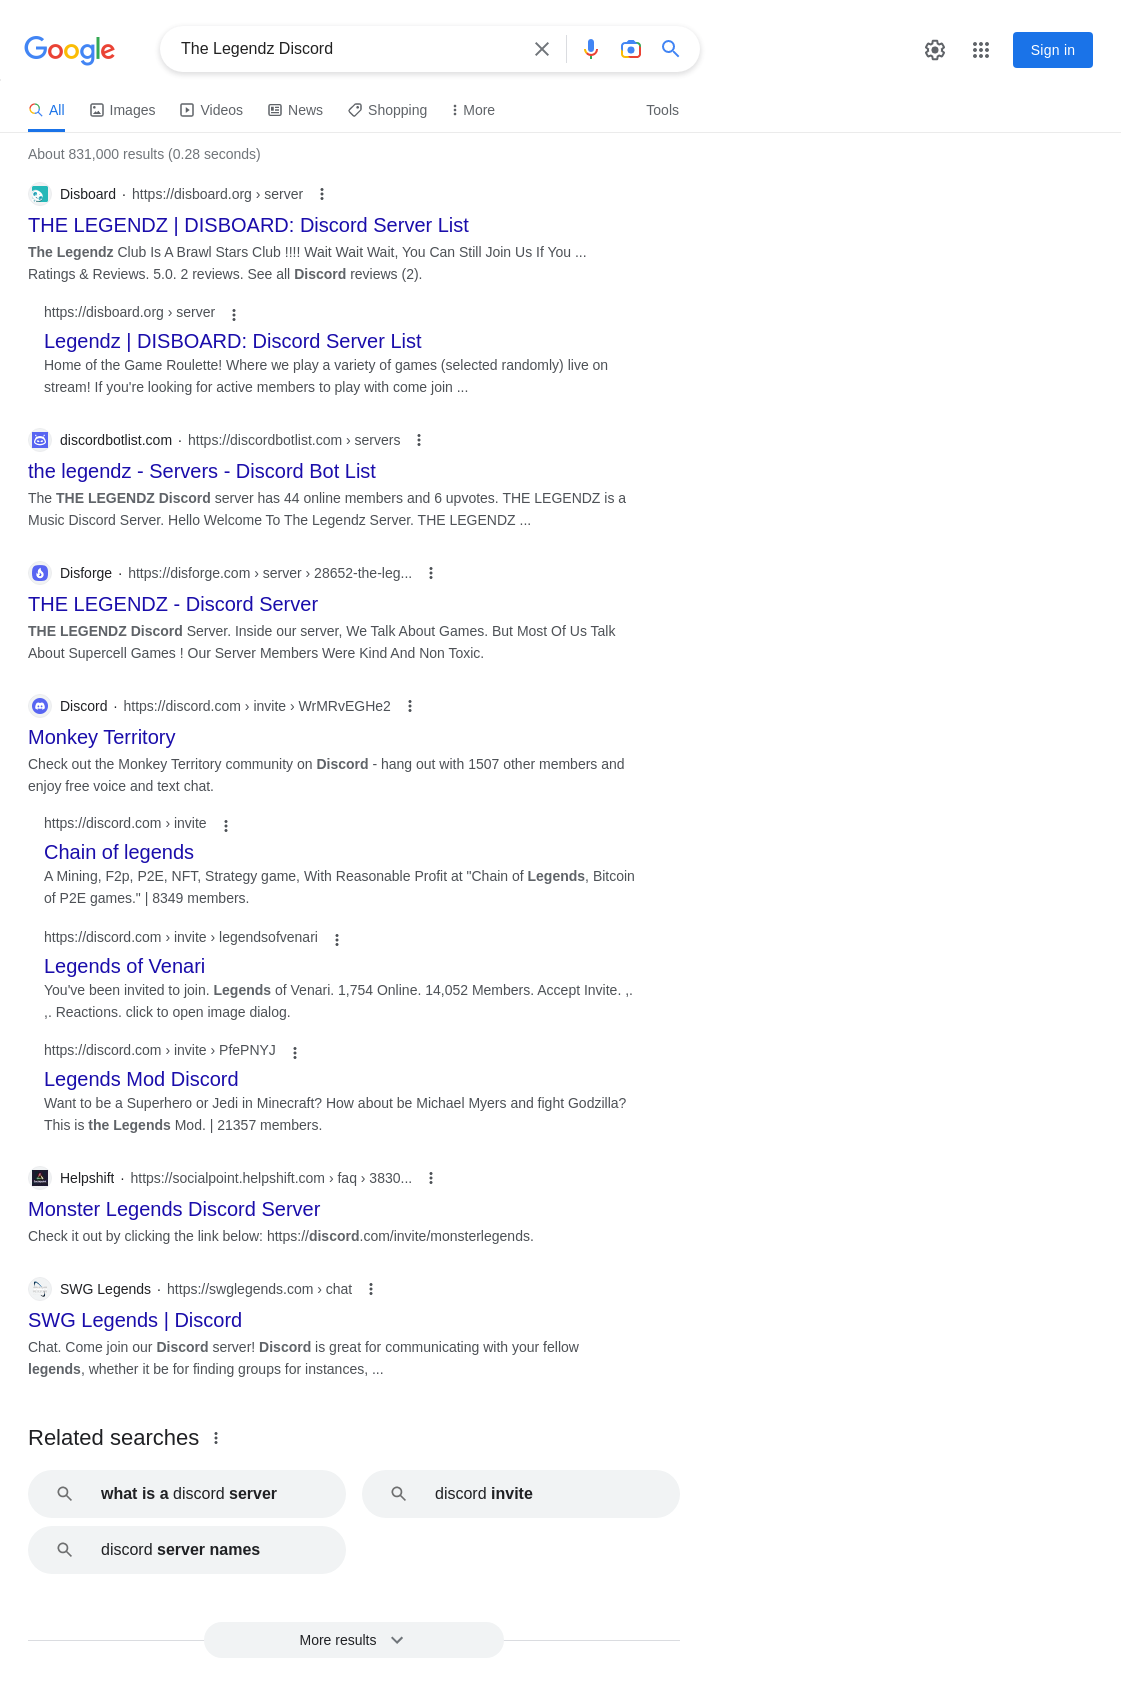 Google
The Legendz Discord
Sign in
All
Images
Videos
News
Shopping
More
Tools
About 831,000 results (0.28 seconds)
Disboard · https://disboard.org › server
THE LEGENDZ | DISBOARD: Discord Server List
The Legendz Club Is A Brawl Stars Club !!!! Wait Wait Wait, You Can Still Join Us If You ...
Ratings & Reviews. 5.0. 2 reviews. See all Discord reviews (2).
https://disboard.org › server
Legendz | DISBOARD: Discord Server List
Home of the Game Roulette! Where we play a variety of games (selected randomly) live on
stream! If you're looking for active members to play with come join ...
discordbotlist.com · https://discordbotlist.com › servers
the legendz - Servers - Discord Bot List
The THE LEGENDZ Discord server has 44 online members and 6 upvotes. THE LEGENDZ is a
Music Discord Server. Hello Welcome To The Legendz Server. THE LEGENDZ ...
Disforge · https://disforge.com › server › 28652-the-leg...
THE LEGENDZ - Discord Server
THE LEGENDZ Discord Server. Inside our server, We Talk About Games. But Most Of Us Talk
About Supercell Games ! Our Server Members Were Kind And Non Toxic.
Discord · https://discord.com › invite › WrMRvEGHe2
Monkey Territory
Check out the Monkey Territory community on Discord - hang out with 1507 other members and
enjoy free voice and text chat.
https://discord.com › invite
Chain of legends
A Mining, F2p, P2E, NFT, Strategy game, With Reasonable Profit at "Chain of Legends, Bitcoin
of P2E games." | 8349 members.
https://discord.com › invite › legendsofvenari
Legends of Venari
You've been invited to join. Legends of Venari. 1,754 Online. 14,052 Members. Accept Invite. ,.
,. Reactions. click to open image dialog.
https://discord.com › invite › PfePNYJ
Legends Mod Discord
Want to be a Superhero or Jedi in Minecraft? How about be Michael Myers and fight Godzilla?
This is the Legends Mod. | 21357 members.
Helpshift · https://socialpoint.helpshift.com › faq › 3830...
Monster Legends Discord Server
Check it out by clicking the link below: https://discord.com/invite/monsterlegends.
SWG Legends · https://swglegends.com › chat
SWG Legends | Discord
Chat. Come join our Discord server! Discord is great for communicating with your fellow
legends, whether it be for finding groups for instances, ...
Related searches
what is a discord server
discord invite
discord server names
More results